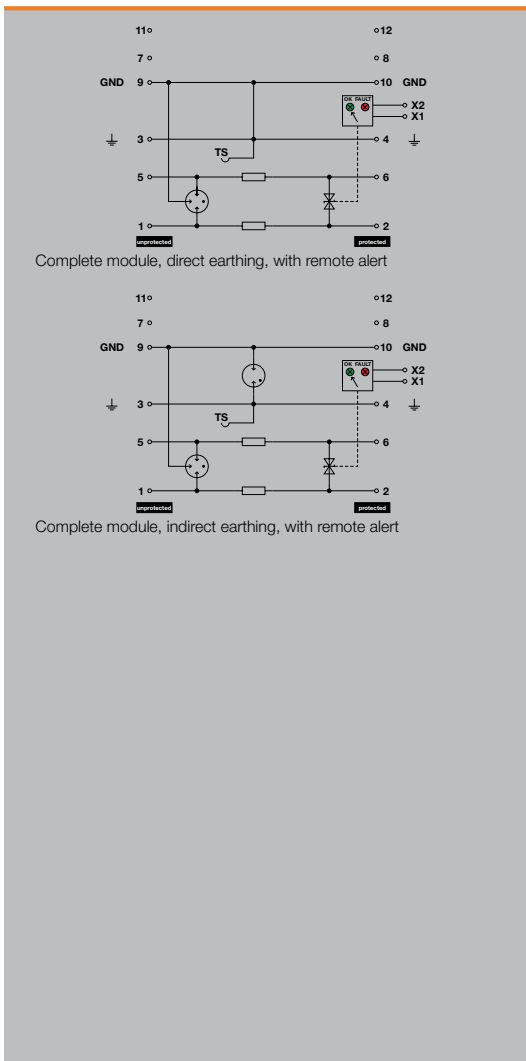 11 12
7 8
GND 9 10 GND
OK FAULT
X2
X1
3 4
TS
5 6
1 2
unprotected protected
Complete module, direct earthing, with remote alert
11 12
7 8
GND 9 10 GND
OK FAULT
X2
X1
3 4
TS
5 6
1 2
unprotected protected
Complete module, indirect earthing, with remote alert